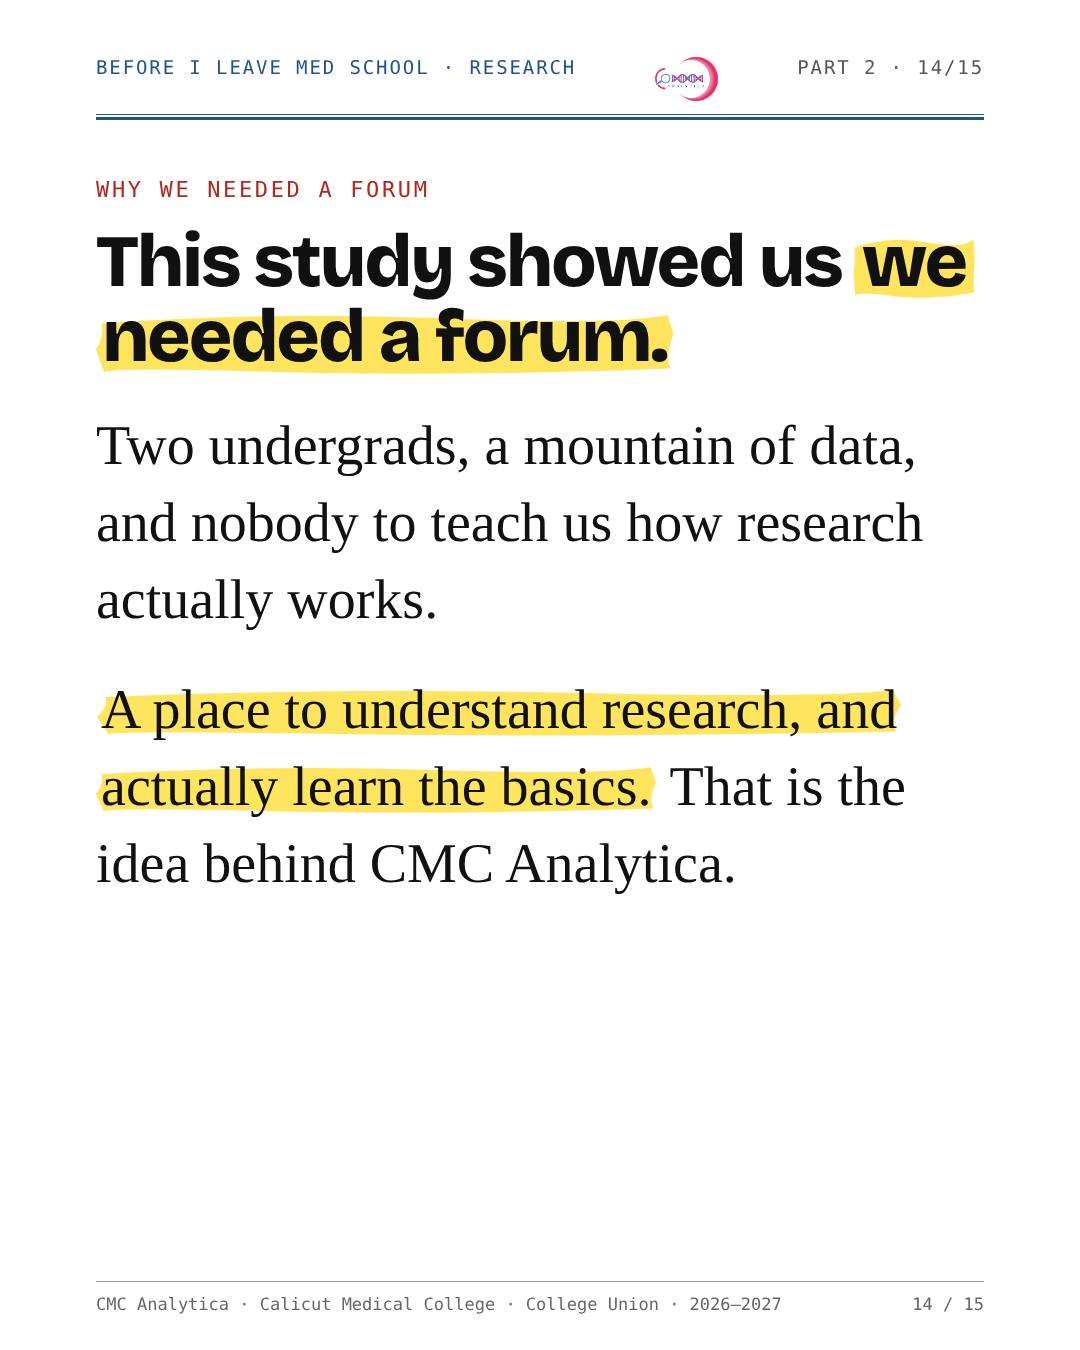 BEFORE I LEAVE MED SCHOOL · RESEARCH
ANALYTICA
PART 2 · 14/15
WHY WE NEEDED A FORUM
This study showed us we
needed a forum.
Two undergrads, a mountain of data,
and nobody to teach us how research
actually works.
A place to understand research, and
actually learn the basics. That is the
idea behind CMC Analytica.
CMC Analytica · Calicut Medical College · College Union · 2026–2027
14 / 15